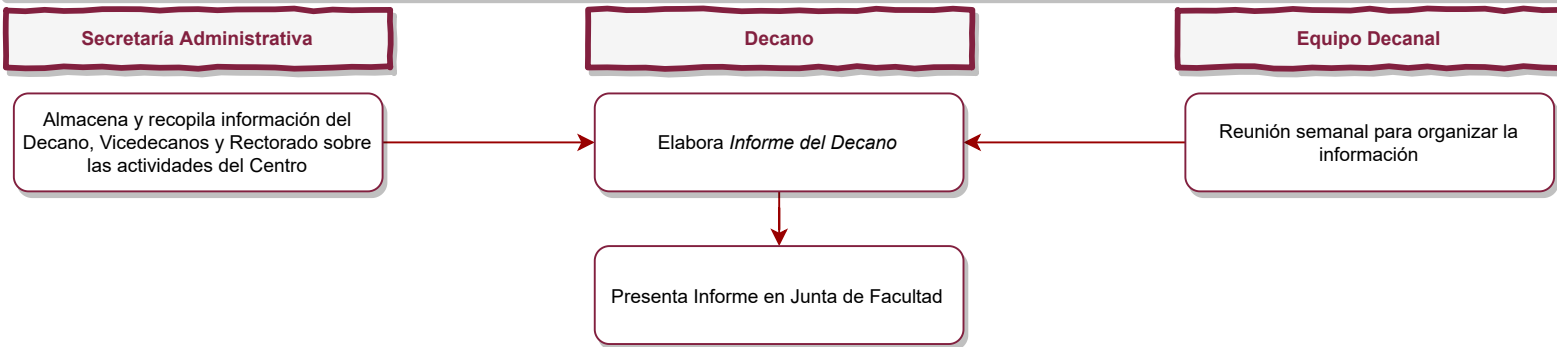 Secretaría Administrativa
Decano
Equipo Decanal
Almacena y recopila información del
Decano, Vicedecanos y Rectorado sobre
las actividades del Centro
Elabora Informe del Decano
Reunión semanal para organizar la
información
Presenta Informe en Junta de Facultad